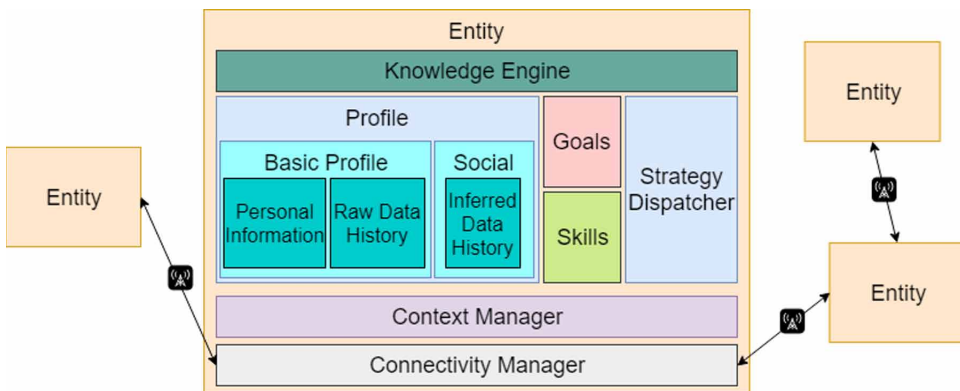 Entity
Knowledge Engine
Profile
Basic Profile
Personal
Information
Raw Data
History
Social
Inferred
Data
History
Goals
Skills
Strategy
Dispatcher
Context Manager
Connectivity Manager
Entity
Entity
Entity